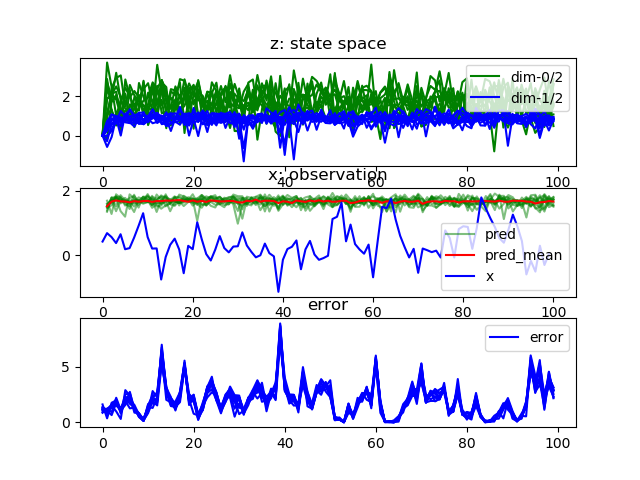 z: state space
2
0
dim-0/2
dim-1/2
0 20 40 60 80 100
x: observation
2
0
pred
pred_mean
x
0 20 40 60 80 100
error
5
0
error
0 20 40 60 80 100